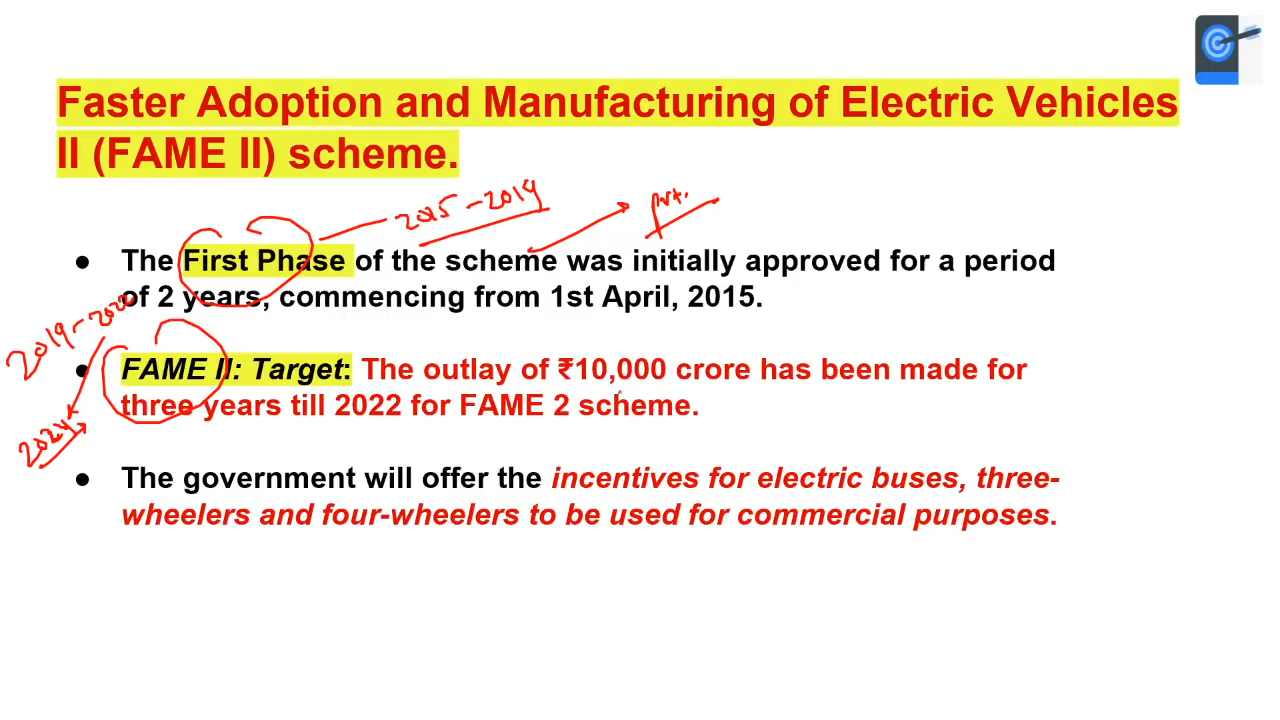 Faster Adoption and Manufacturing of Electric Vehicles
II (FAME II) scheme.
2015-2019
pvt.
● The First Phase of the scheme was initially approved for a period
of 2 years, commencing from 1st April, 2015.
2019-2022
● FAME II: Target: The outlay of ₹10,000 crore has been made for
three years till 2022 for FAME 2 scheme.
2024
● The government will offer the incentives for electric buses, three-
wheelers and four-wheelers to be used for commercial purposes.